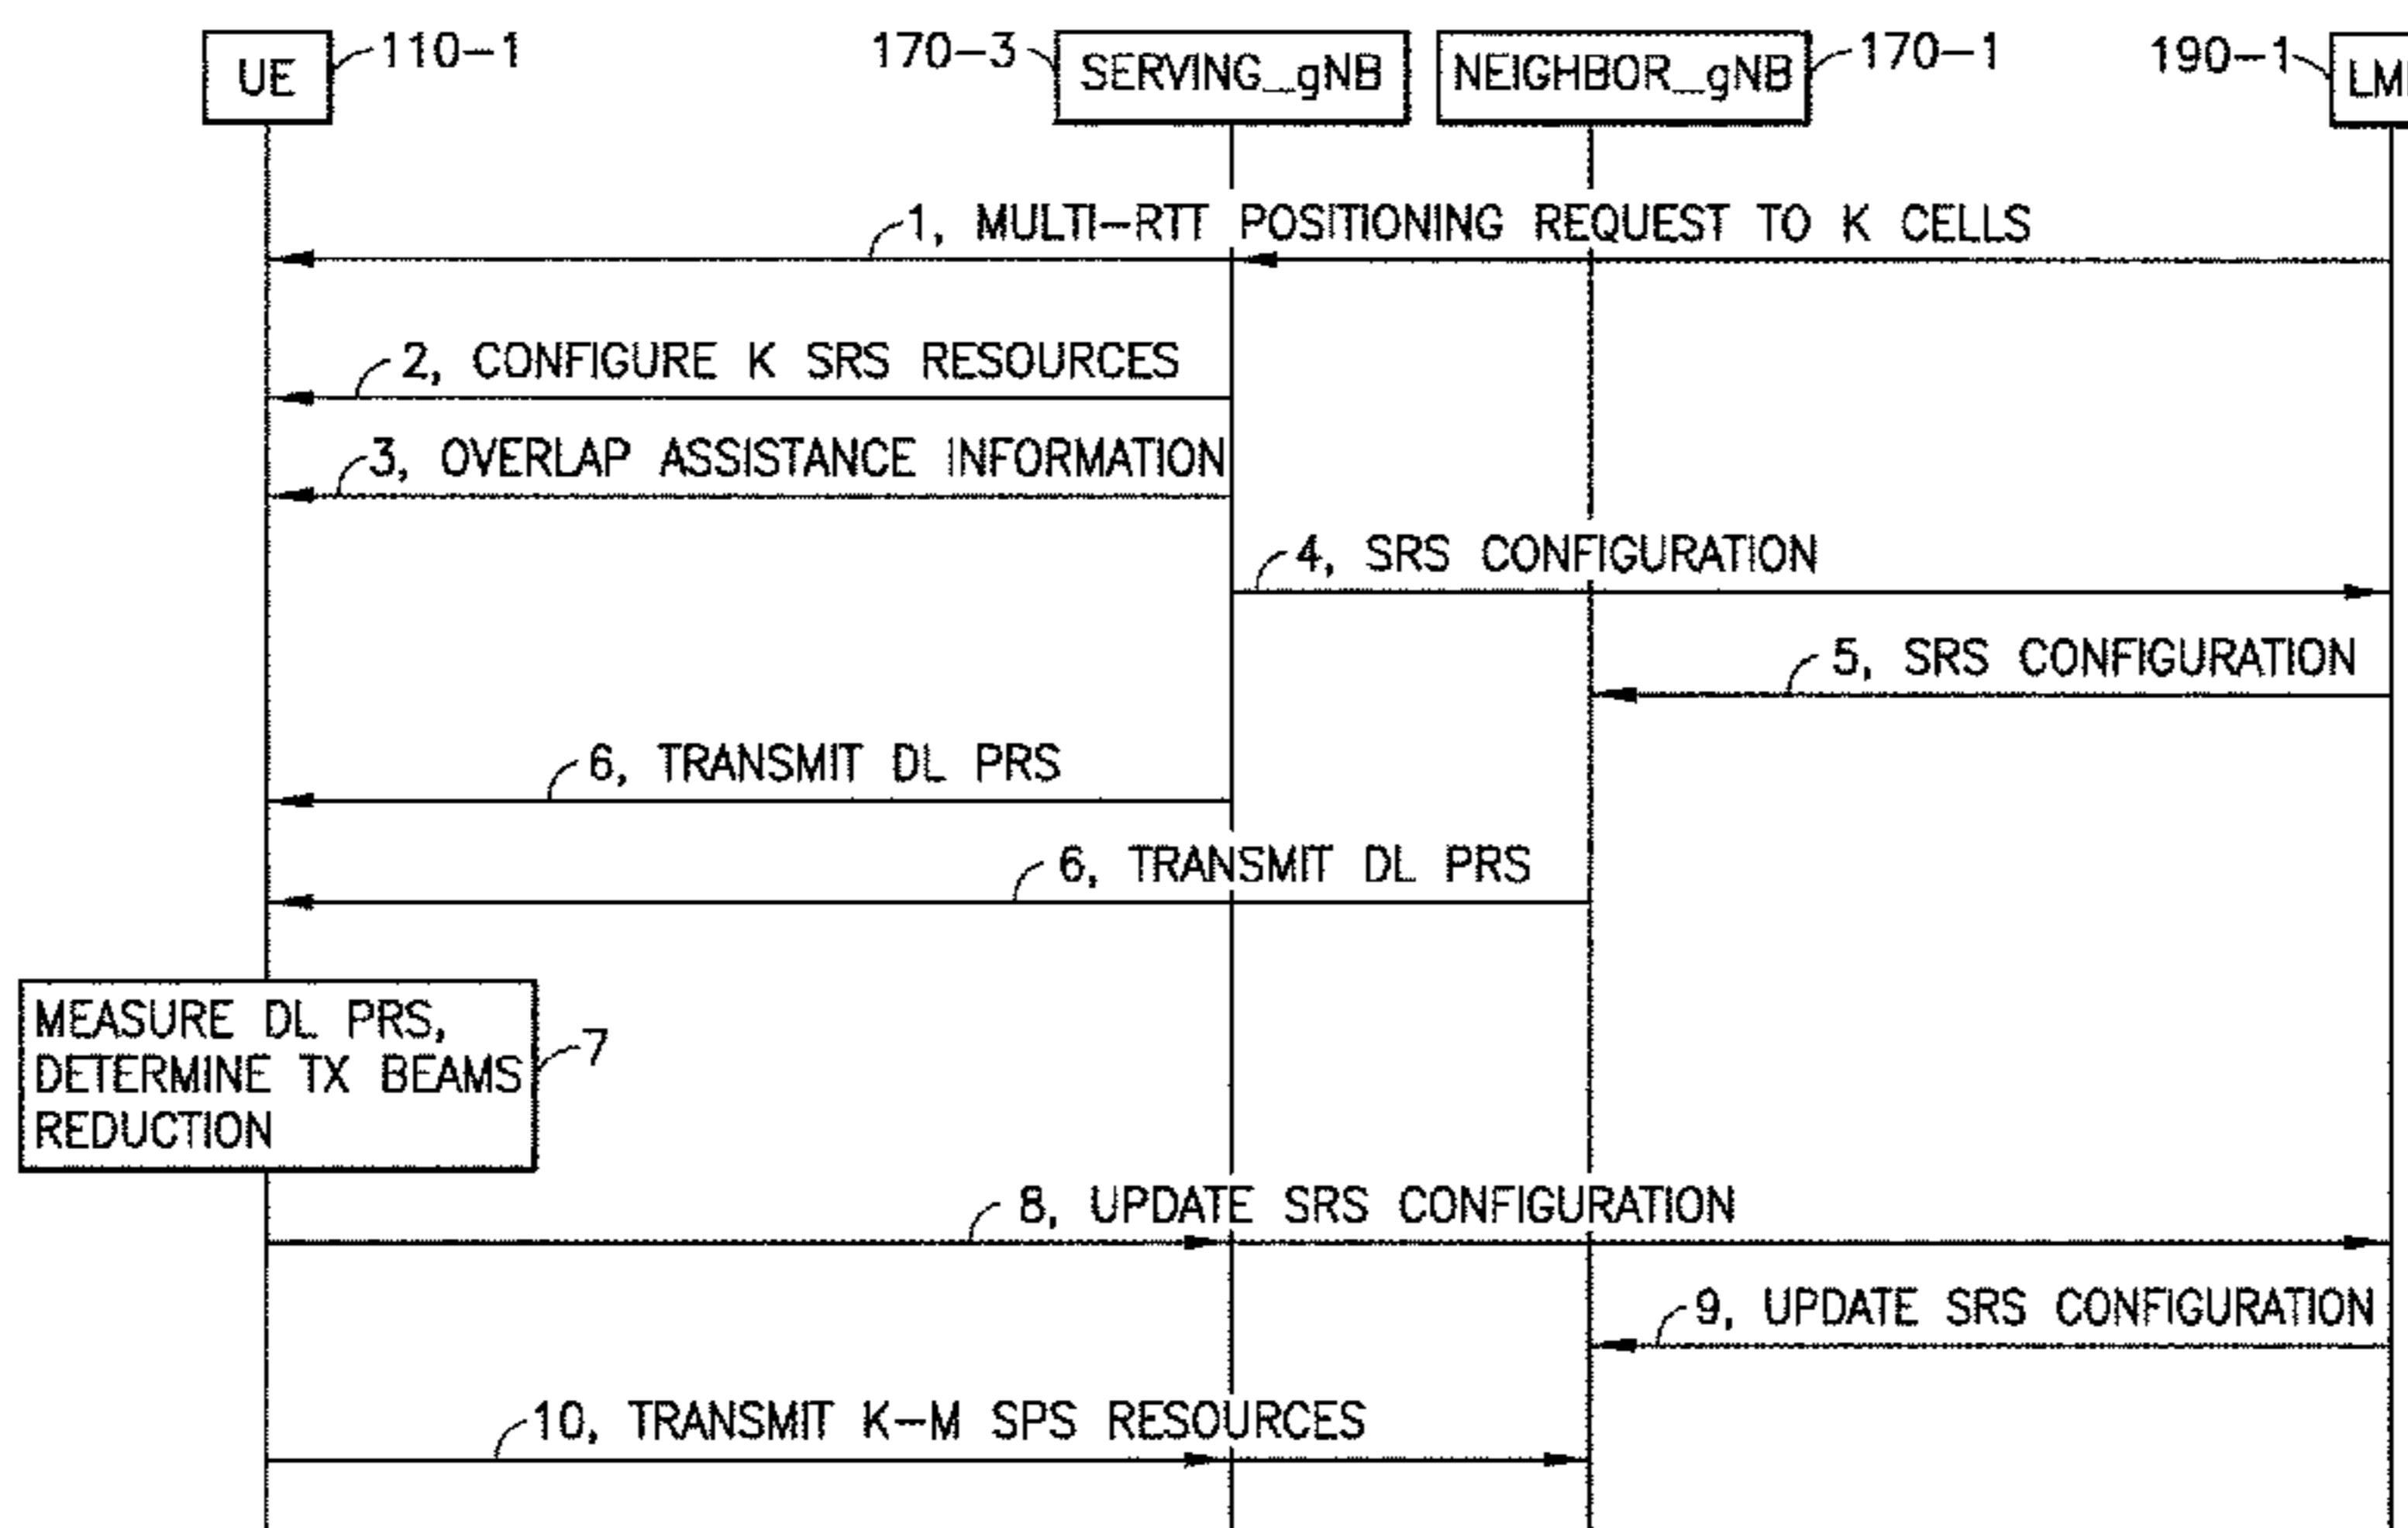 UE
110-1
170-3
SERVING_gNB
NEIGHBOR_gNB
170-1
190-1
1, MULTI-RTT POSITIONING REQUEST TO K CELLS
2, CONFIGURE K SRS RESOURCES
3, OVERLAP ASSISTANCE INFORMATION
4, SRS CONFIGURATION
5, SRS CONFIGURATION
6, TRANSMIT DL PRS
6, TRANSMIT DL PRS
MEASURE DL PRS,
DETERMINE TX BEAMS
REDUCTION
7
8, UPDATE SRS CONFIGURATION
9, UPDATE SRS CONFIGURATION
10, TRANSMIT K-M SPS RESOURCES